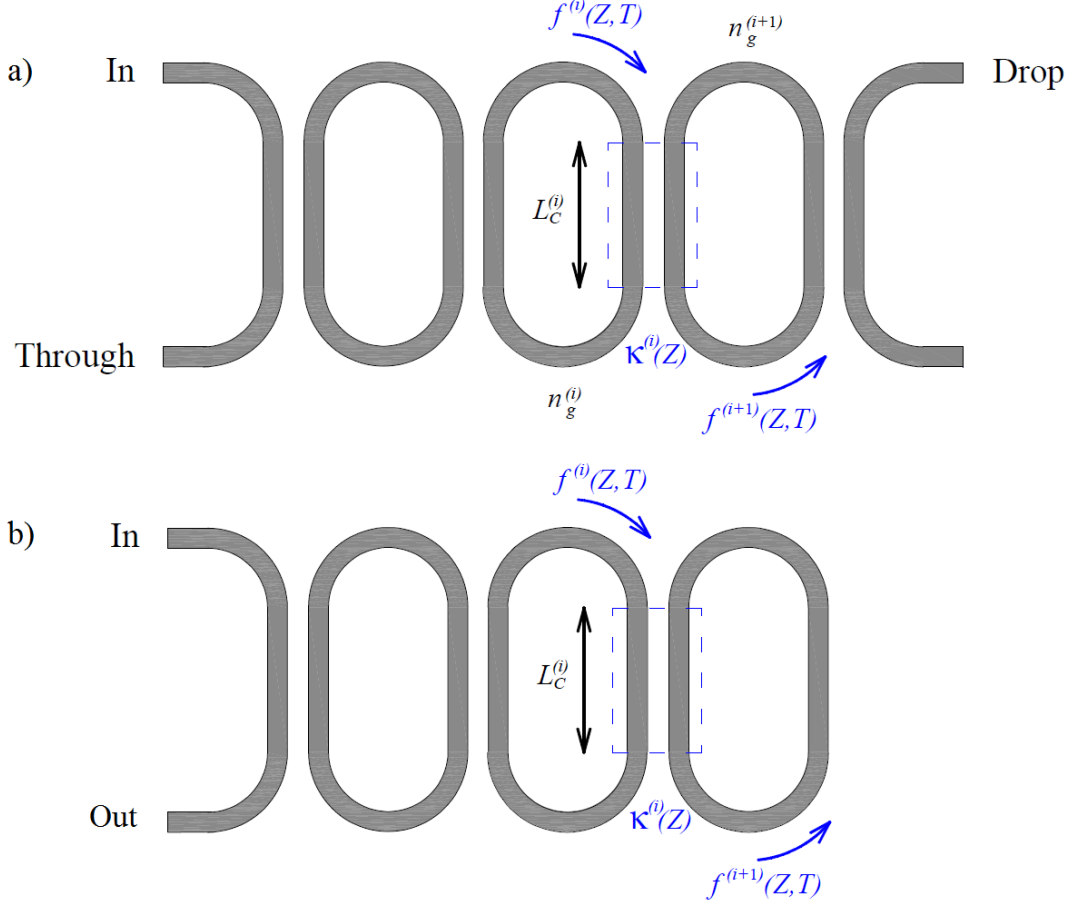 f^(i)(Z,T)
n_g^(i+1)
a)
In
Drop
L_C^(i)
Through
κ^(i)(Z)
n_g^(i)
f^(i+1)(Z,T)
f^(i)(Z,T)
b)
In
L_C^(i)
Out
κ^(i)(Z)
f^(i+1)(Z,T)